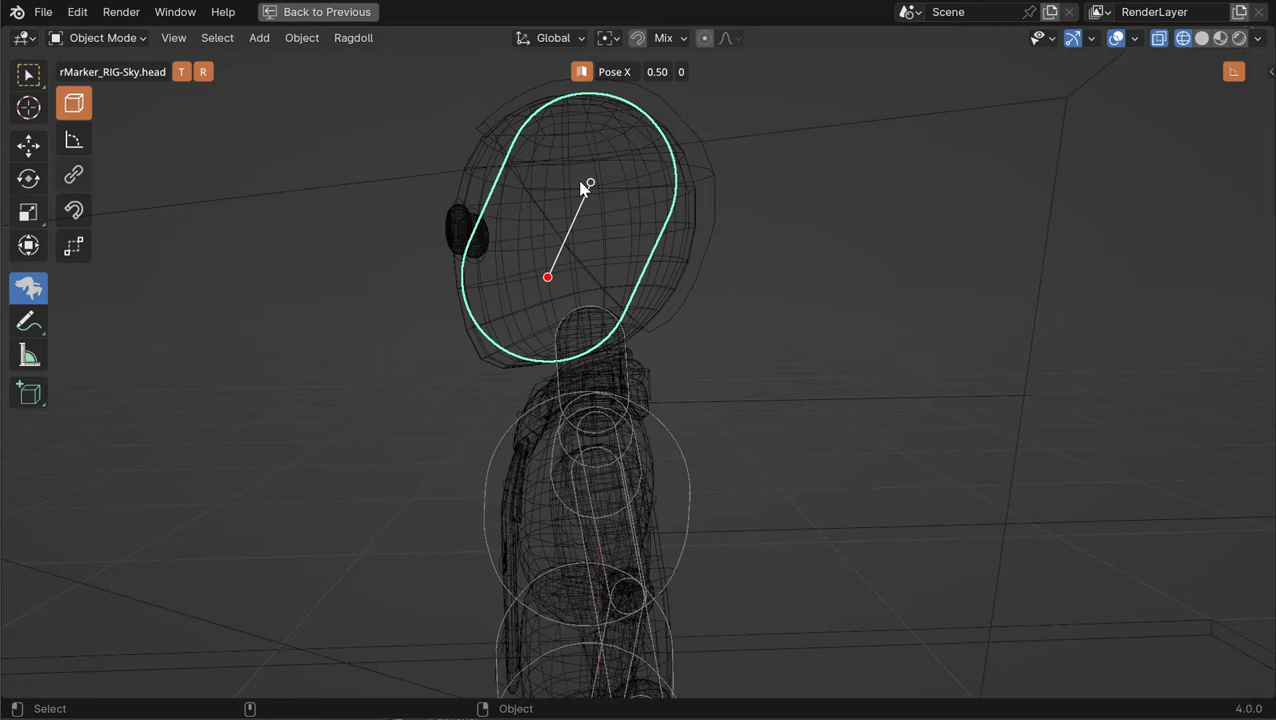 File Edit Render Window Help Back to Previous Scene RenderLayer
Object Mode View Select Add Object Ragdoll Global Mix
rMarker_RIG-Sky.head T R Pose X 0.50 0
Select Object 4.0.0